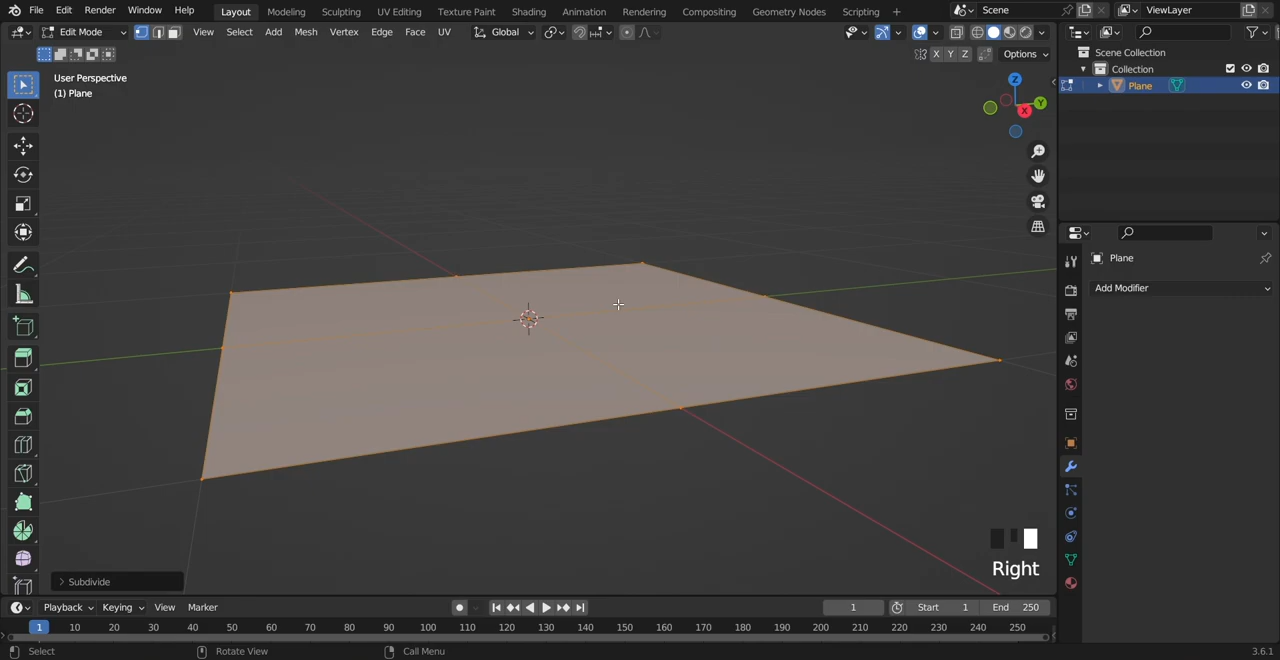 File Edit Render Window Help Layout Modeling Sculpting UV Editing Texture Paint Shading Animation Rendering Compositing Geometry Nodes Scripting + Scene ViewLayer
Edit Mode View Select Add Mesh Vertex Edge Face UV Global
X Y Z Options
Scene Collection
Collection
Plane
User Perspective
(1) Plane
Z
Y
X
Plane
Add Modifier
Right
Subdivide
Playback Keying View Marker 1 Start 1 End 250
1 10 20 30 40 50 60 70 80 90 100 110 120 130 140 150 160 170 180 190 200 210 220 230 240 250
Select Rotate View Call Menu 3.6.1